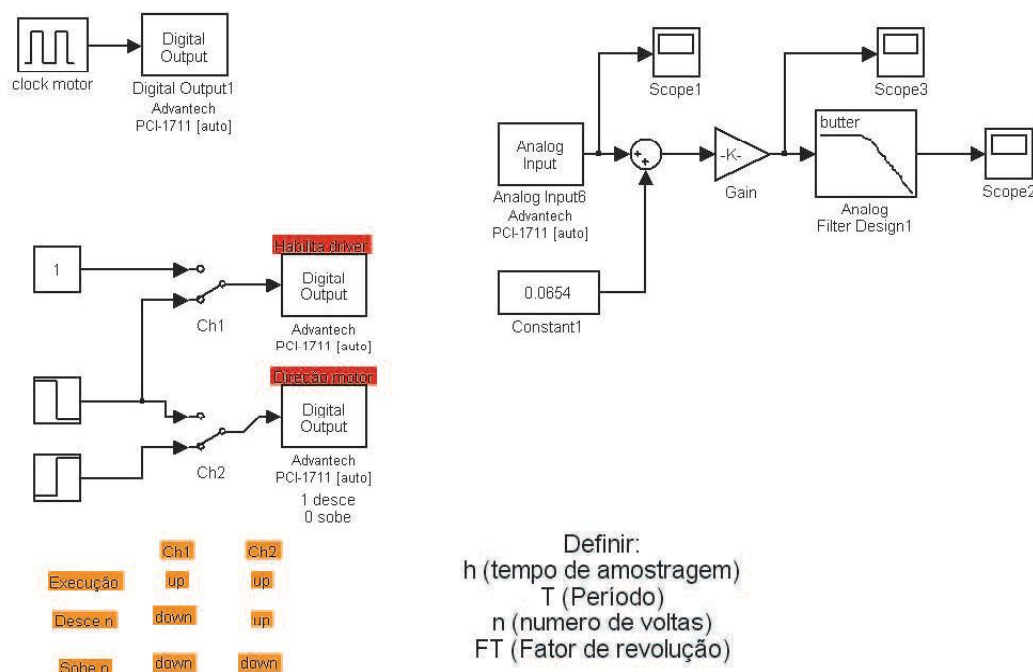 clock motor
Digital
Output
Digital Output1
Advantech
PCI-1711 [auto]
Scope1
Scope3
Analog
Input
Analog Input6
Advantech
PCI-1711 [auto]
-K-
Gain
butter
Analog
Filter Design1
Scope2
0.0654
Constant1
1
Ch1
Habilita driver
Digital
Output
Advantech
PCI-1711 [auto]
Ch2
Direção motor
Digital
Output
Advantech
PCI-1711 [auto]
1 desce
0 sobe
Ch1 Ch2
Execução up up
Desce n down up
Sobe n down down
Definir:
h (tempo de amostragem)
T (Período)
n (numero de voltas)
FT (Fator de revolução)